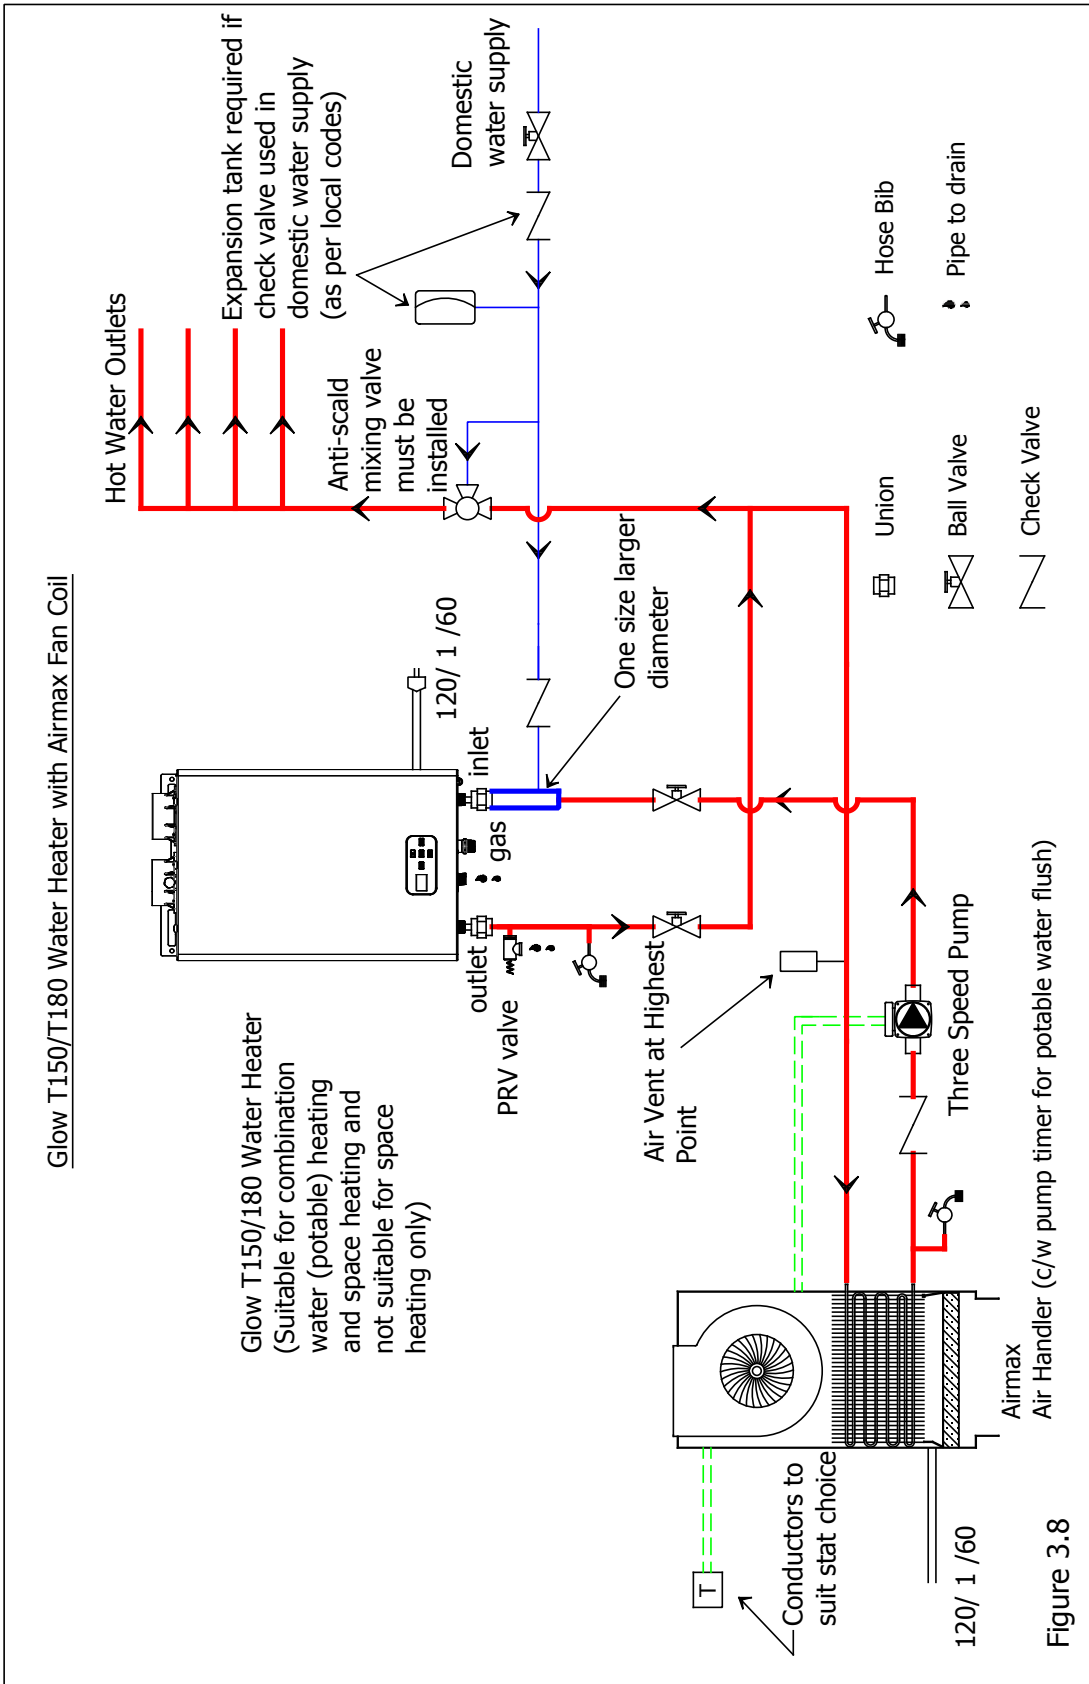 Glow T150/T180 Water Heater with Airmax Fan Coil
Hot Water Outlets
Expansion tank required if
check valve used in
domestic water supply
(as per local codes)
Glow T150/180 Water Heater
(Suitable for combination
water (potable) heating
and space heating and
not suitable for space
heating only)
120/ 1 /60
Anti-scald
mixing valve
must be
installed
Domestic
water supply
outlet
gas
inlet
PRV valve
One size larger
diameter
Air Vent at Highest
Point
T
Conductors to
suit stat choice
Three Speed Pump
120/ 1 /60
Airmax
Air Handler (c/w pump timer for potable water flush)
Union
Ball Valve
Check Valve
Hose Bib
Pipe to drain
Figure 3.8